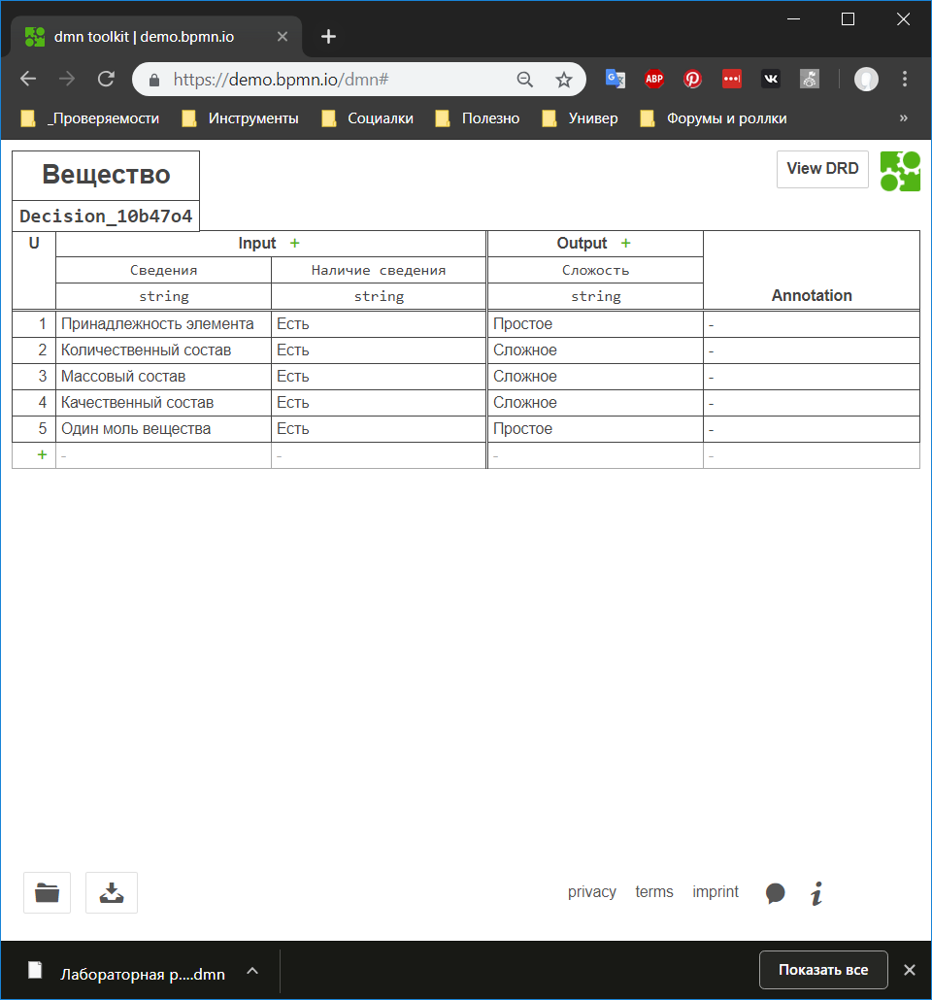 dmn toolkit | demo.bpmn.io
https://demo.bpmn.io/dmn#
ABP
_Проверяемости Инструменты Социалки Полезно Универ Форумы и роллки »
Вещество
View DRD
Decision_10b47o4
U Input + Output + Annotation
Сведения Наличие сведения Сложость
string string string
1 Принадлежность элемента Есть Простое -
2 Количественный состав Есть Сложное -
3 Массовый состав Есть Сложное -
4 Качественный состав Есть Сложное -
5 Один моль вещества Есть Простое -
+ - - - -
privacy terms imprint
Лабораторная р....dmn
Показать все